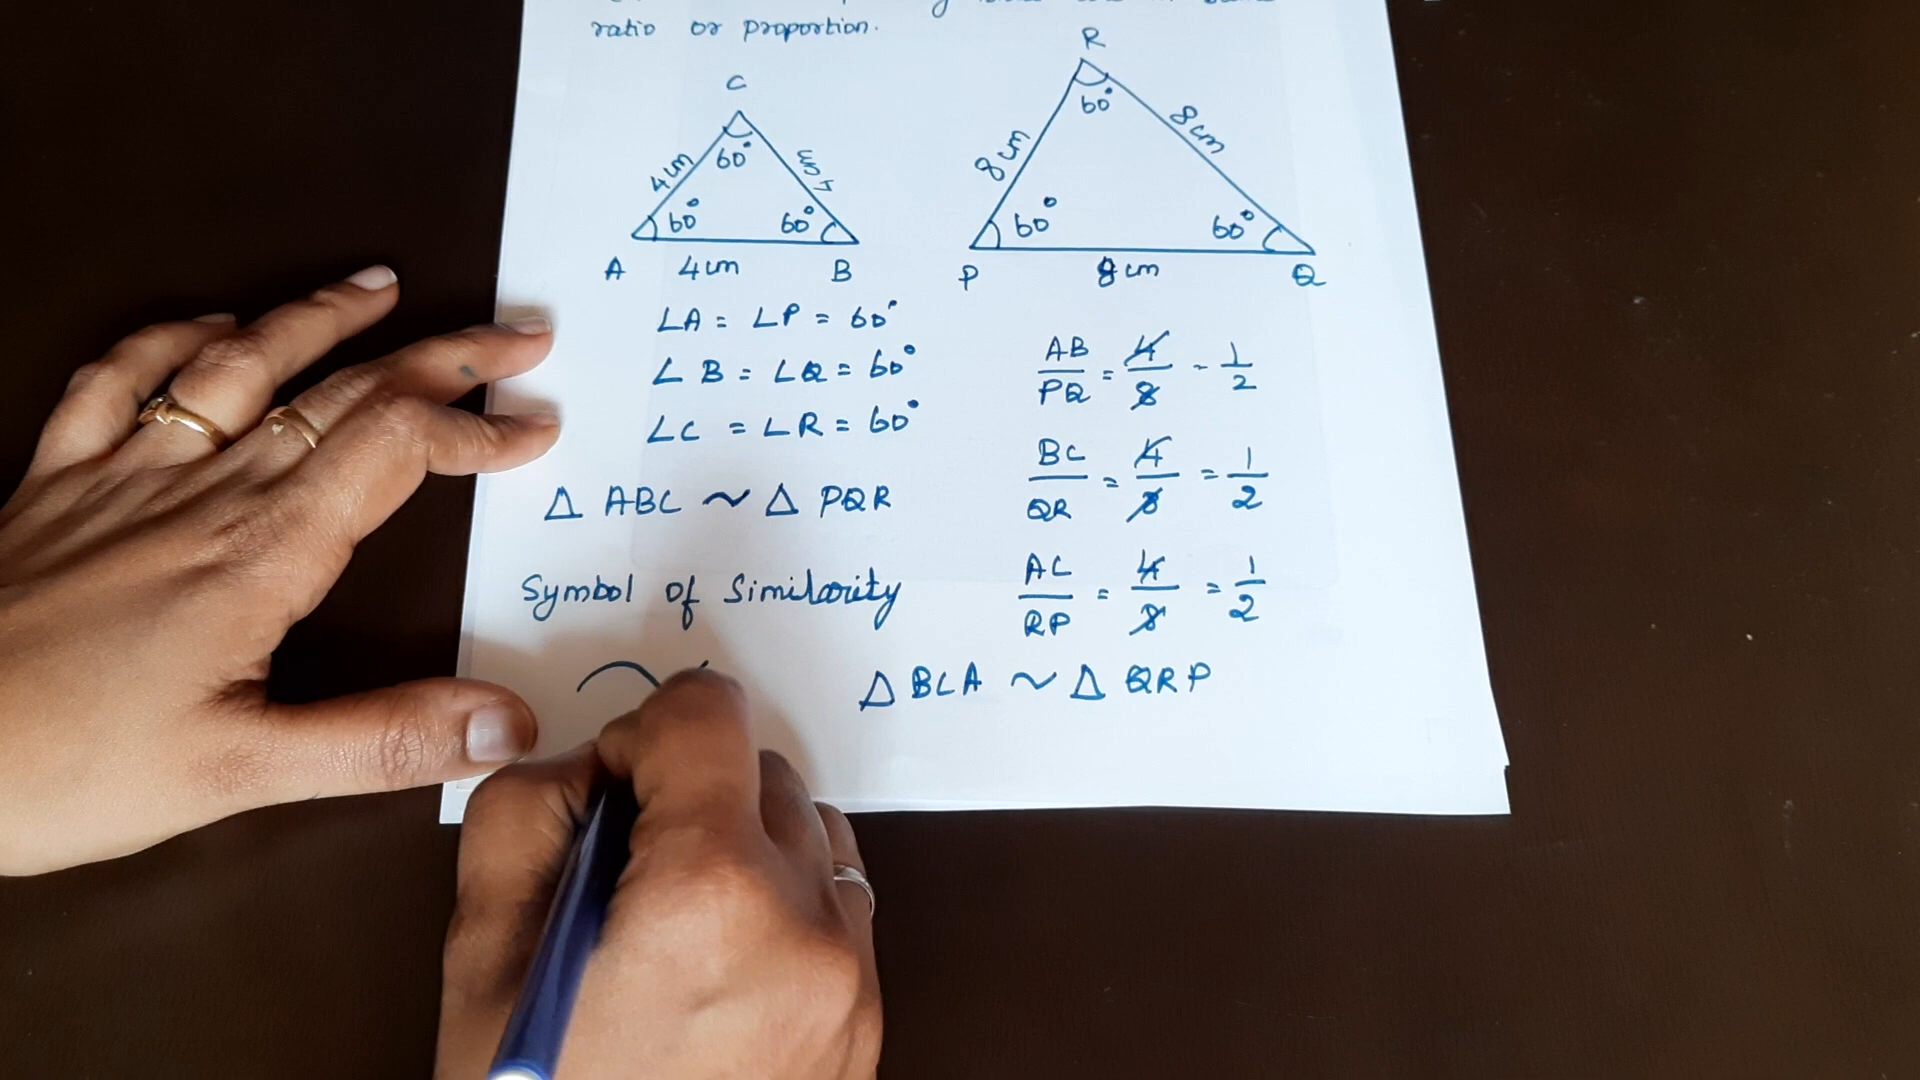 ratio or proportion.
C
60°
4cm
4cm
60°
60°
A 4cm B
R
60°
8cm
8cm
60°
60°
P 8cm Q
∠A = ∠P = 60°
∠B = ∠Q = 60°
∠C = ∠R = 60°
△ ABC ~ △ PQR
Symbol of Similarity
AB/PQ = 4/8 - 1/2
BC/QR = 4/8 = 1/2
AC/RP = 4/8 = 1/2
△ BCA ~ △ QRP